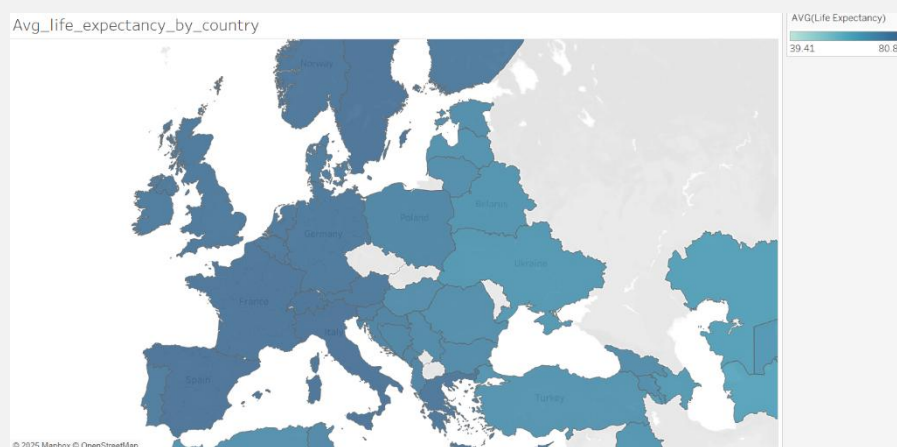 Avg_life_expectancy_by_country
AVG(Life Expectancy)
39.41 80.8
Norway
Belarus
Poland
Germany
Ukraine
France
Italy
Spain
Turkey
© 2025 Mapbox © OpenStreetMap